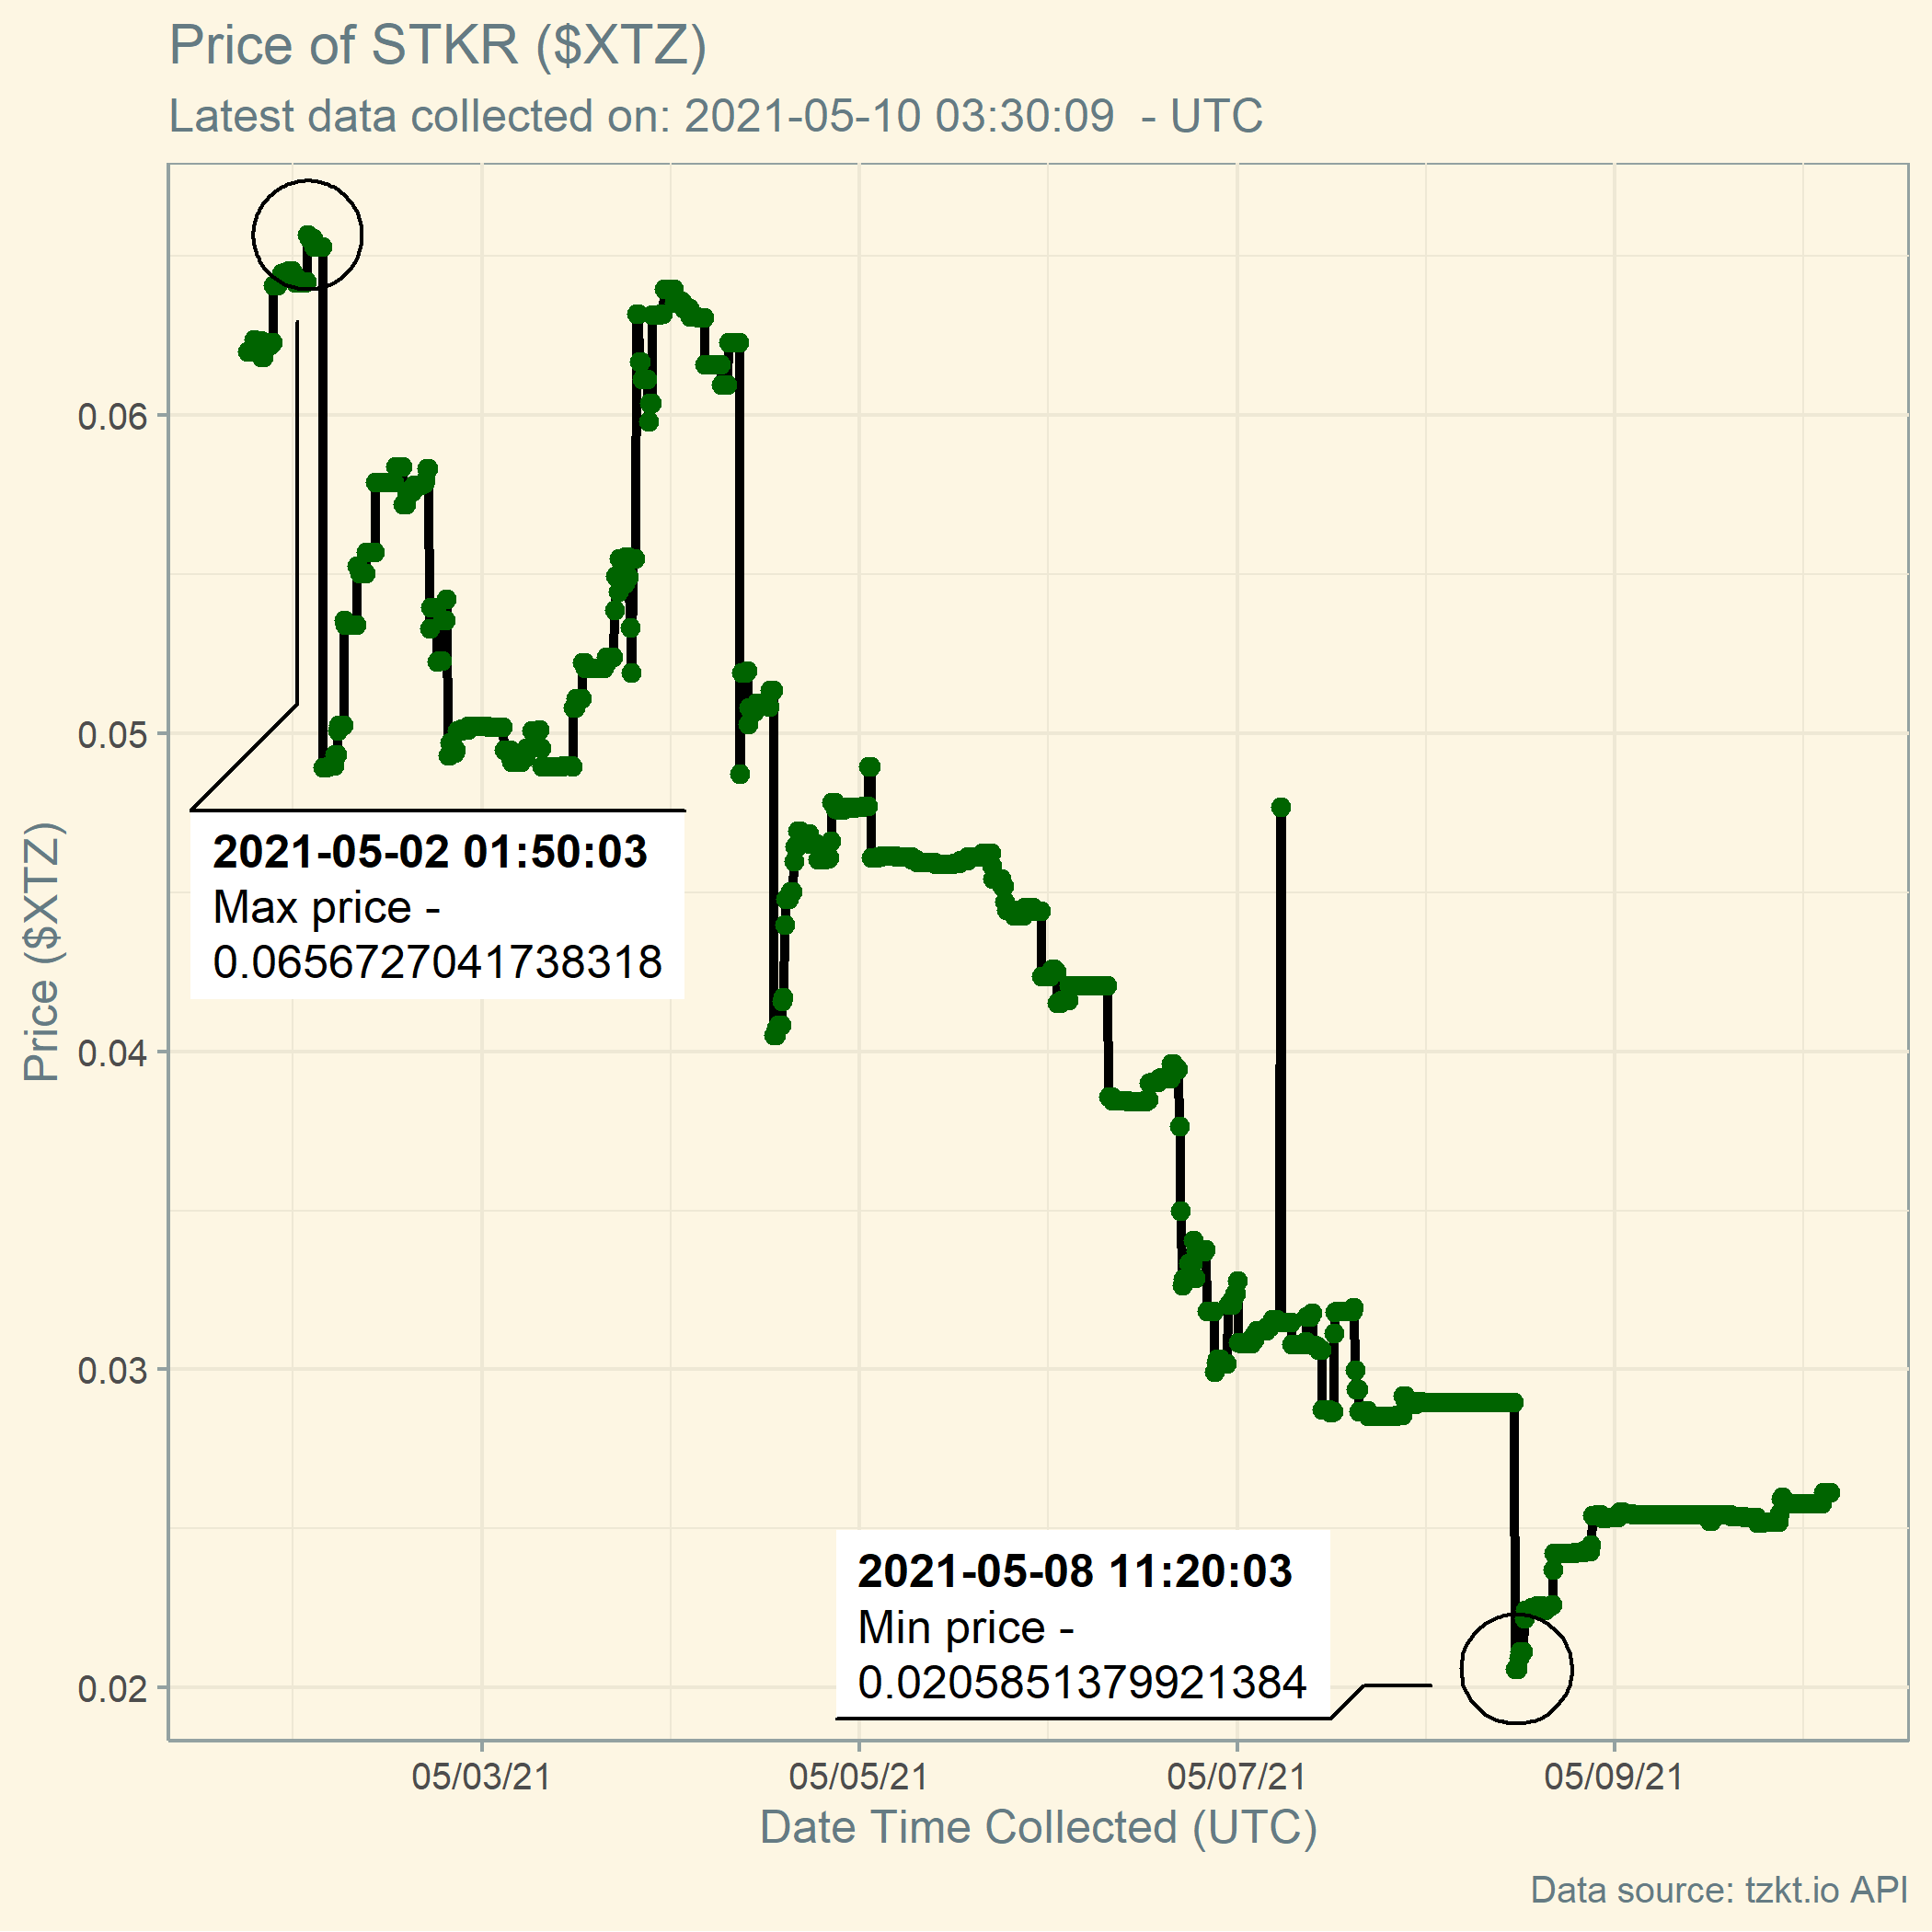 Price of STKR ($XTZ)
Latest data collected on: 2021-05-10 03:30:09  - UTC
Price ($XTZ)
0.06
0.05
0.04
0.03
0.02
2021-05-02 01:50:03
Max price -
0.0656727041738318
2021-05-08 11:20:03
Min price -
0.0205851379921384
05/03/21
05/05/21
05/07/21
05/09/21
Date Time Collected (UTC)
Data source: tzkt.io API